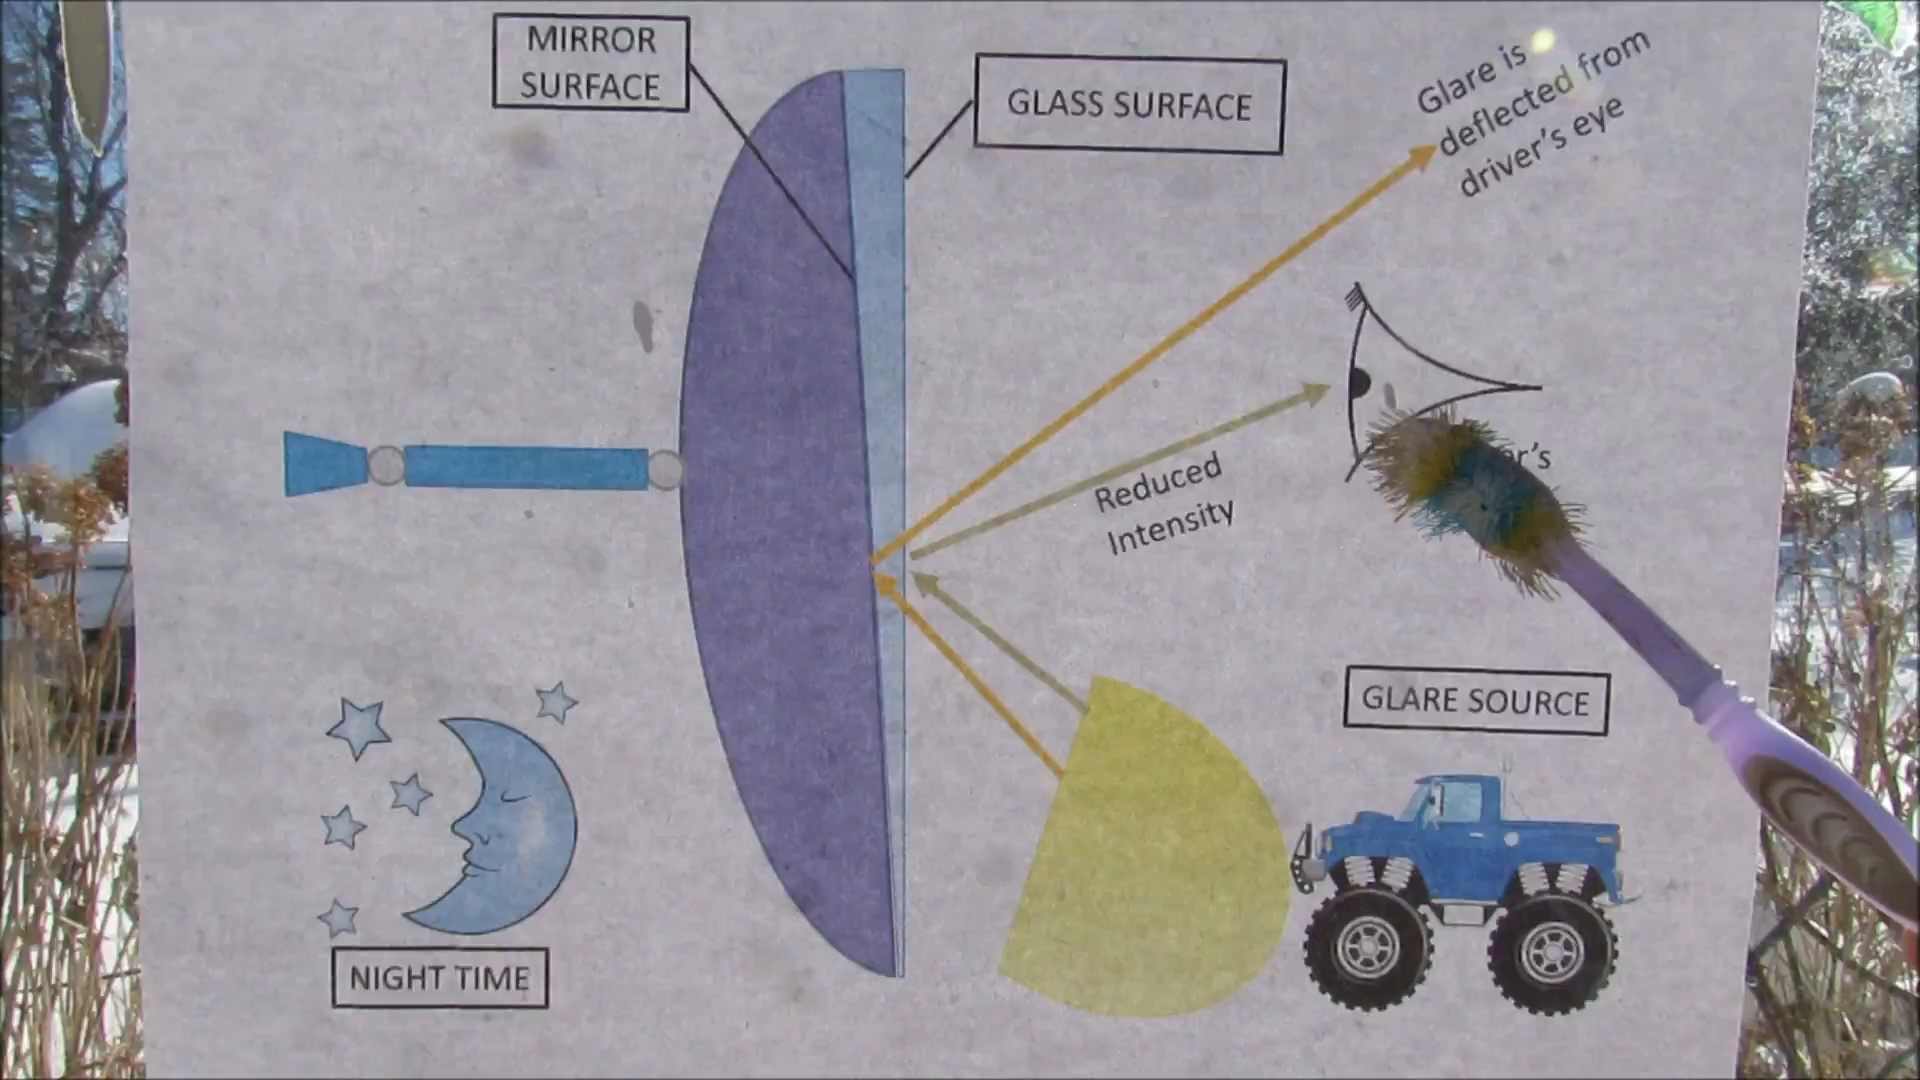 MIRROR
SURFACE
GLASS SURFACE
Glare is
deflected from
driver's eye
Reduced
Intensity
GLARE SOURCE
NIGHT TIME